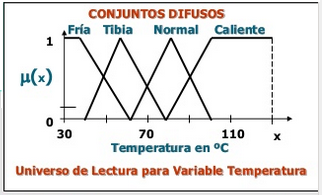 CONJUNTOS DIFUSOS
Fría Tibia Normal Caliente
1
μ(x)
0
30 70 110 x
Temperatura en ºC
Universo de Lectura para Variable Temperatura